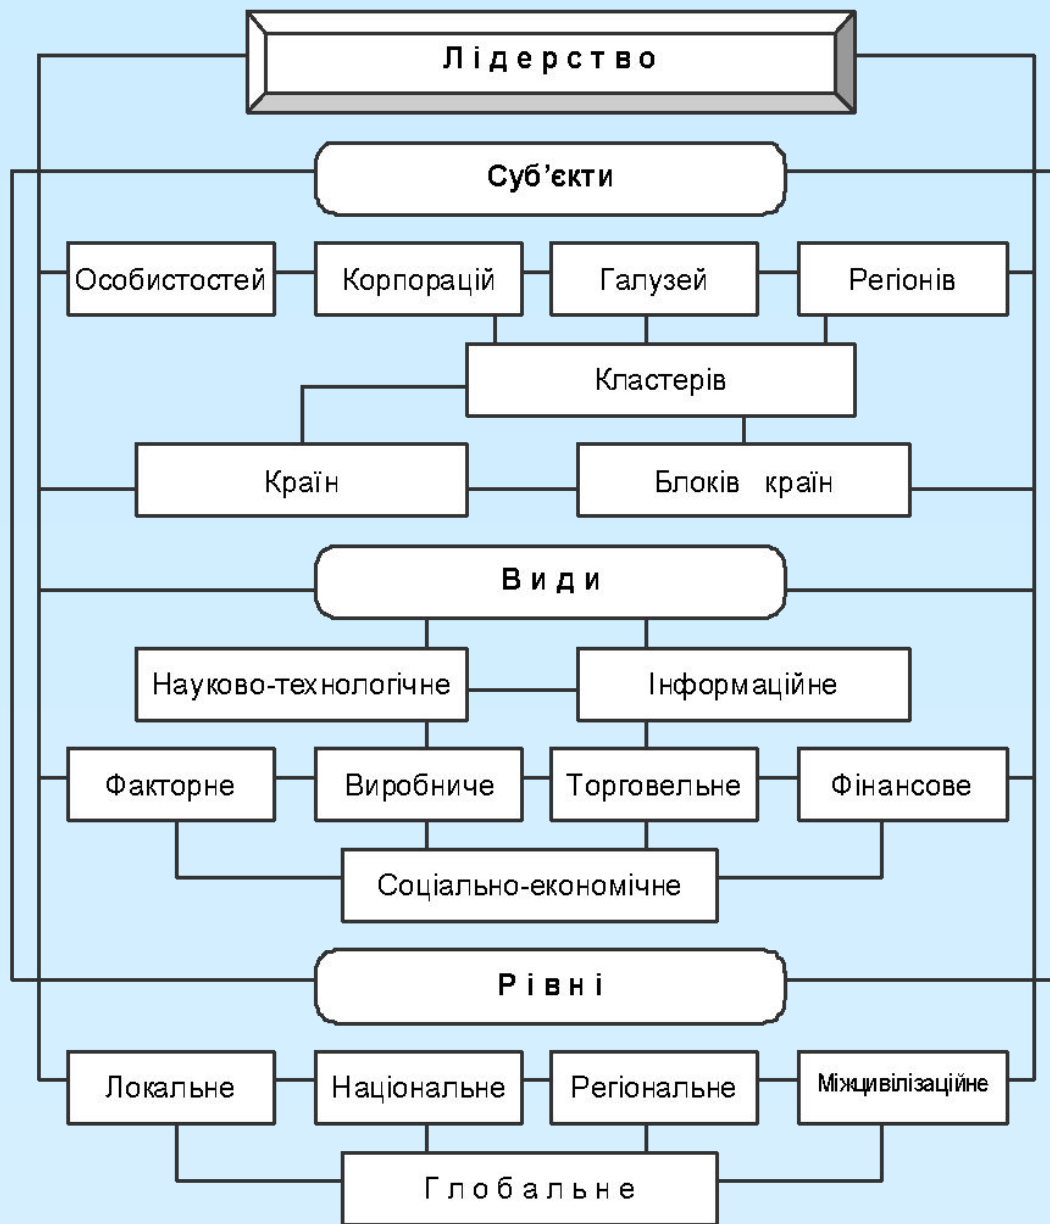 Лідерство
Суб’єкти
Особистостей
Корпорацій
Галузей
Регіонів
Кластерів
Країн
Блоків країн
Види
Науково-технологічне
Інформаційне
Факторне
Виробниче
Торговельне
Фінансове
Соціально-економічне
Рівні
Локальне
Національне
Регіональне
Міжцивілізаційне
Глобальне